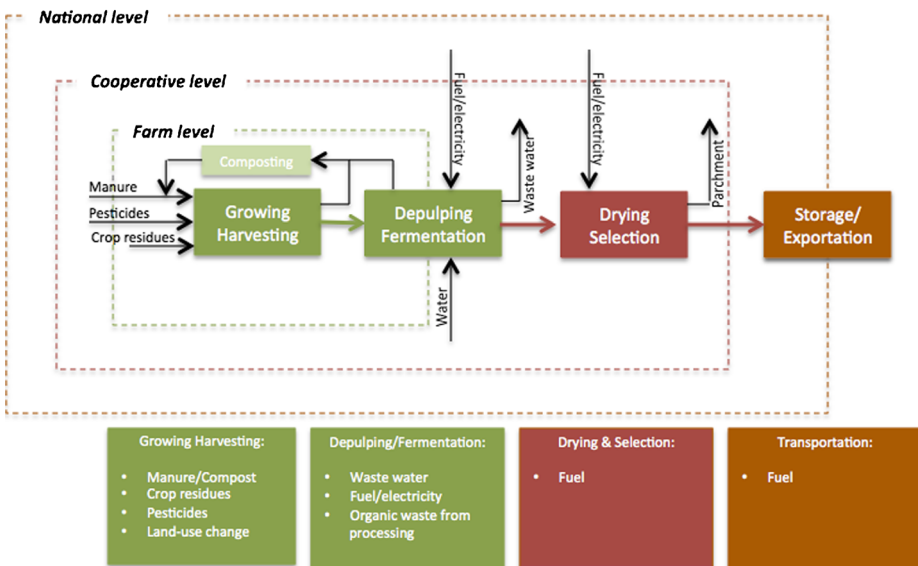 National level
Cooperative level
Farm level
Fuel/electricity
Fuel/electricity
Waste water
Parchment
Composting
Manure
Pesticides
Crop residues
Growing
Harvesting
Depulping
Fermentation
Drying
Selection
Storage/
Exportation
Water
Growing Harvesting:
• Manure/Compost
• Crop residues
• Pesticides
• Land-use change
Depulping/Fermentation:
• Waste water
• Fuel/electricity
• Organic waste from
processing
Drying & Selection:
• Fuel
Transportation:
• Fuel